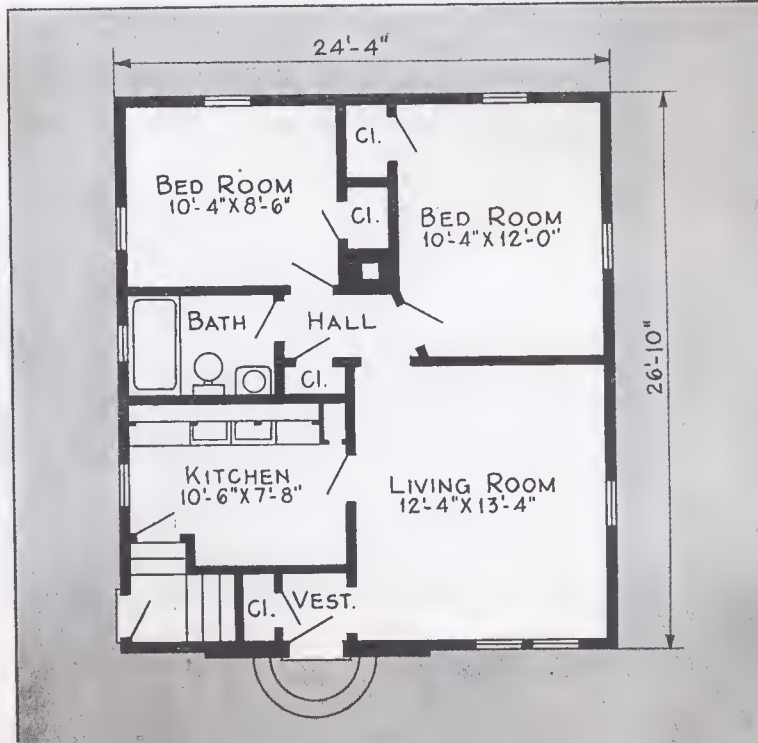 24'-4"
Cl.
BED ROOM
10'-4"X8'-6"
Cl.
BED ROOM
10'-4"X12'-0"
BATH
HALL
26'-10"
Cl.
KITCHEN
10'-6"X7'-8"
LIVING ROOM
12'-4"X13'-4"
Cl.
VEST.